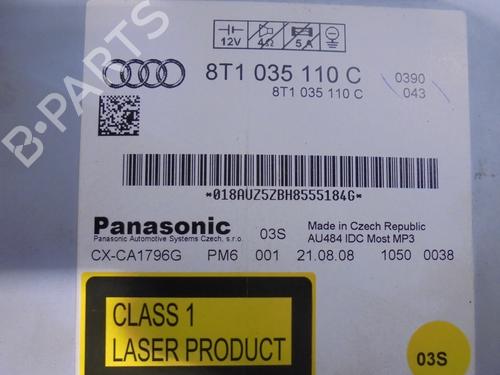 12V 4Ω 5A
8T1 035 110 C 0390
8T1 035 110 C 043
*018AUZ5ZBH8555184G*
Panasonic 03S Made in Czech Republic
Panasonic Automotive Systems Czech, s.r.o. AU484 IDC Most MP3
CX-CA1796G PM6 001 21.08.08 1050 0038
CLASS 1
LASER PRODUCT
03S
B-PARTS